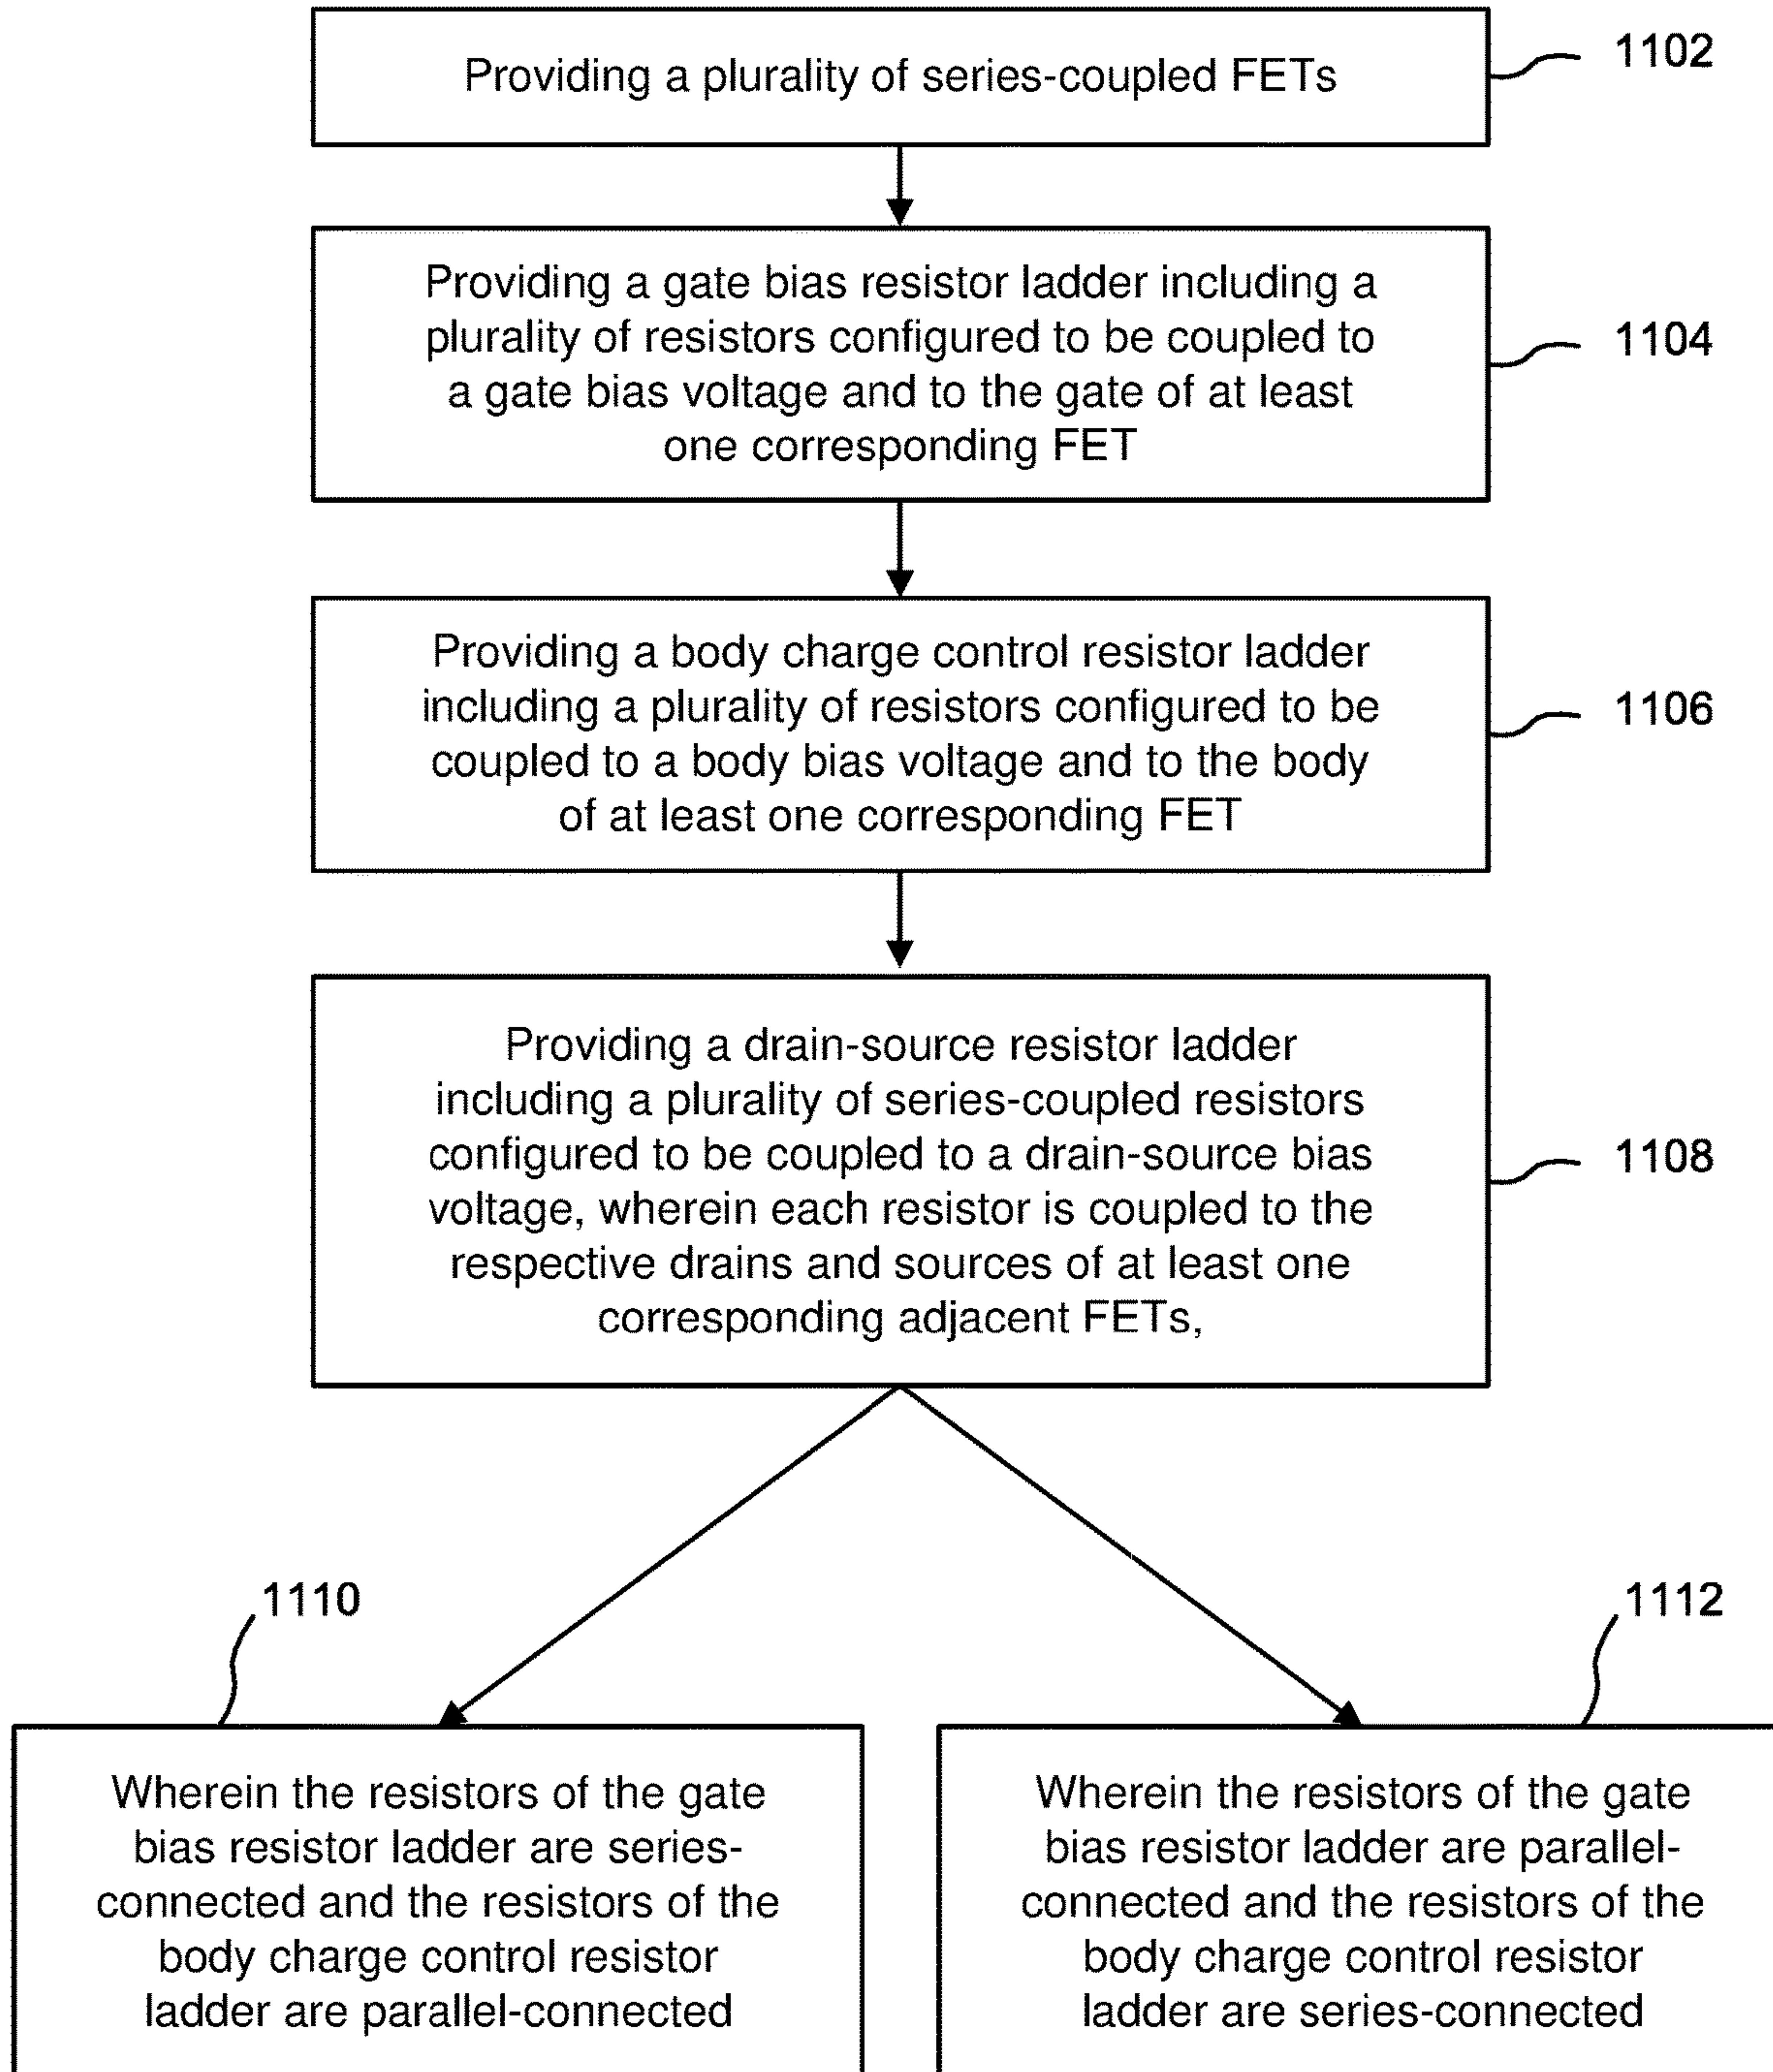 Providing a plurality of series-coupled FETs
1102
Providing a gate bias resistor ladder including a
plurality of resistors configured to be coupled to
a gate bias voltage and to the gate of at least
one corresponding FET
1104
Providing a body charge control resistor ladder
including a plurality of resistors configured to be
coupled to a body bias voltage and to the body
of at least one corresponding FET
1106
Providing a drain-source resistor ladder
including a plurality of series-coupled resistors
configured to be coupled to a drain-source bias
voltage, wherein each resistor is coupled to the
respective drains and sources of at least one
corresponding adjacent FETs,
1108
1110
Wherein the resistors of the gate
bias resistor ladder are series-
connected and the resistors of the
body charge control resistor
ladder are parallel-connected
1112
Wherein the resistors of the gate
bias resistor ladder are parallel-
connected and the resistors of the
body charge control resistor
ladder are series-connected